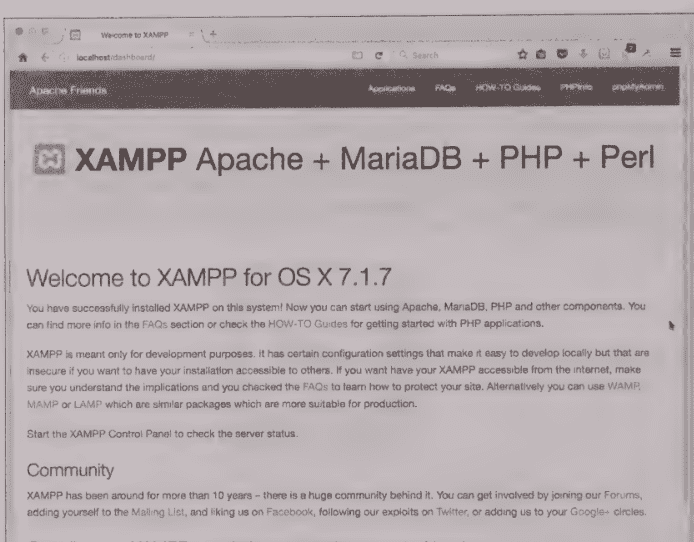 Welcome to XAMPP
localhost/dashboard/
Search
Apache Friends
Applications FAQs HOW-TO Guides PHPInfo phpMyAdmin
XAMPP Apache + MariaDB + PHP + Perl
Welcome to XAMPP for OS X 7.1.7
You have successfully installed XAMPP on this system! Now you can start using Apache, MariaDB, PHP and other components. You
can find more info in the FAQs section or check the HOW-TO Guides for getting started with PHP applications.
XAMPP is meant only for development purposes. It has certain configuration settings that make it easy to develop locally but that are
insecure if you want to have your installation accessible to others. If you want have your XAMPP accessible from the internet, make
sure you understand the implications and you checked the FAQs to learn how to protect your site. Alternatively you can use WAMP,
MAMP or LAMP which are similar packages which are more suitable for production.
Start the XAMPP Control Panel to check the server status.
Community
XAMPP has been around for more than 10 years – there is a huge community behind it. You can get involved by joining our Forums,
adding yourself to the Mailing List, and liking us on Facebook, following our exploits on Twitter, or adding us to your Google+ circles.